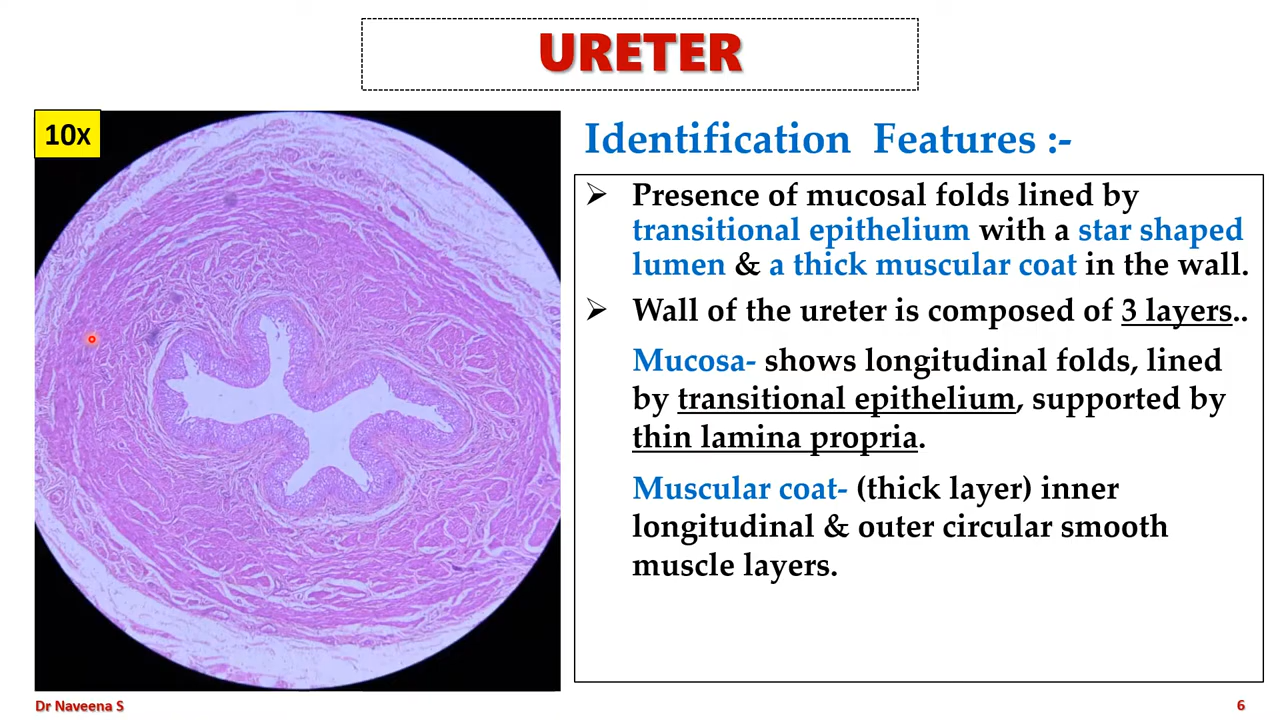 URETER
10x
Identification Features :-
➢ Presence of mucosal folds lined by
transitional epithelium with a star shaped
lumen & a thick muscular coat in the wall.
➢ Wall of the ureter is composed of 3 layers..
Mucosa- shows longitudinal folds, lined
by transitional epithelium, supported by
thin lamina propria.
Muscular coat- (thick layer) inner
longitudinal & outer circular smooth
muscle layers.
Dr Naveena S
6